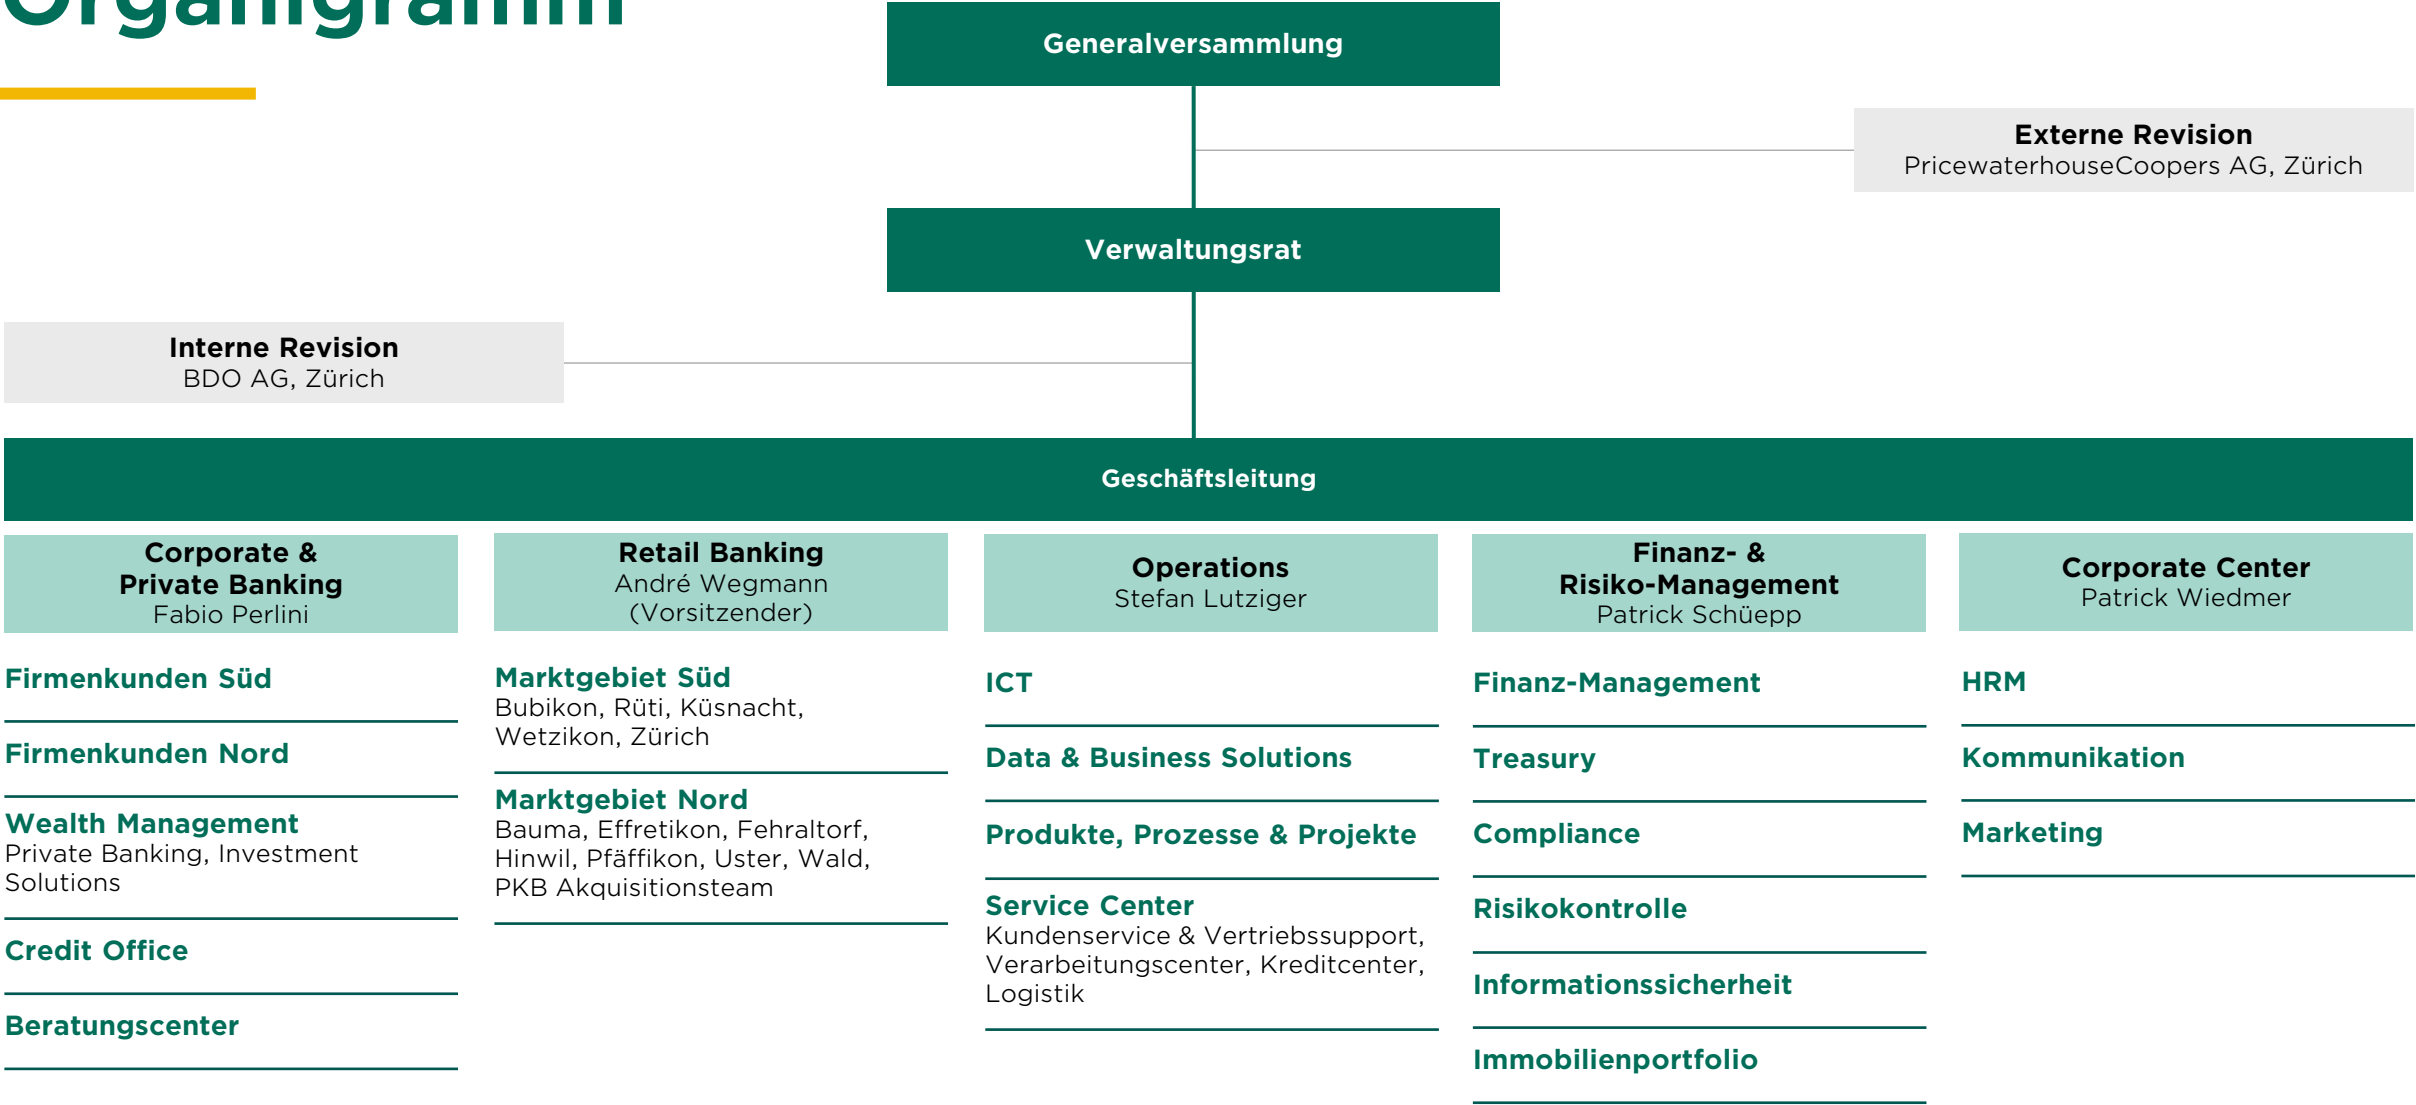 Organigramm
Generalversammlung
Externe Revision
PricewaterhouseCoopers AG, Zürich
Verwaltungsrat
Interne Revision
BDO AG, Zürich
Geschäftsleitung
Corporate &
Private Banking
Fabio Perlini
Firmenkunden Süd
Firmenkunden Nord
Wealth Management
Private Banking, Investment
Solutions
Credit Office
Beratungscenter
Retail Banking
André Wegmann
(Vorsitzender)
Marktgebiet Süd
Bubikon, Rüti, Küsnacht,
Wetzikon, Zürich
Marktgebiet Nord
Bauma, Effretikon, Fehraltorf,
Hinwil, Pfäffikon, Uster, Wald,
PKB Akquisitionsteam
Operations
Stefan Lutziger
ICT
Data & Business Solutions
Produkte, Prozesse & Projekte
Service Center
Kundenservice & Vertriebssupport,
Verarbeitungscenter, Kreditcenter,
Logistik
Finanz- &
Risiko-Management
Patrick Schüepp
Finanz-Management
Treasury
Compliance
Risikokontrolle
Informationssicherheit
Immobilienportfolio
Corporate Center
Patrick Wiedmer
HRM
Kommunikation
Marketing